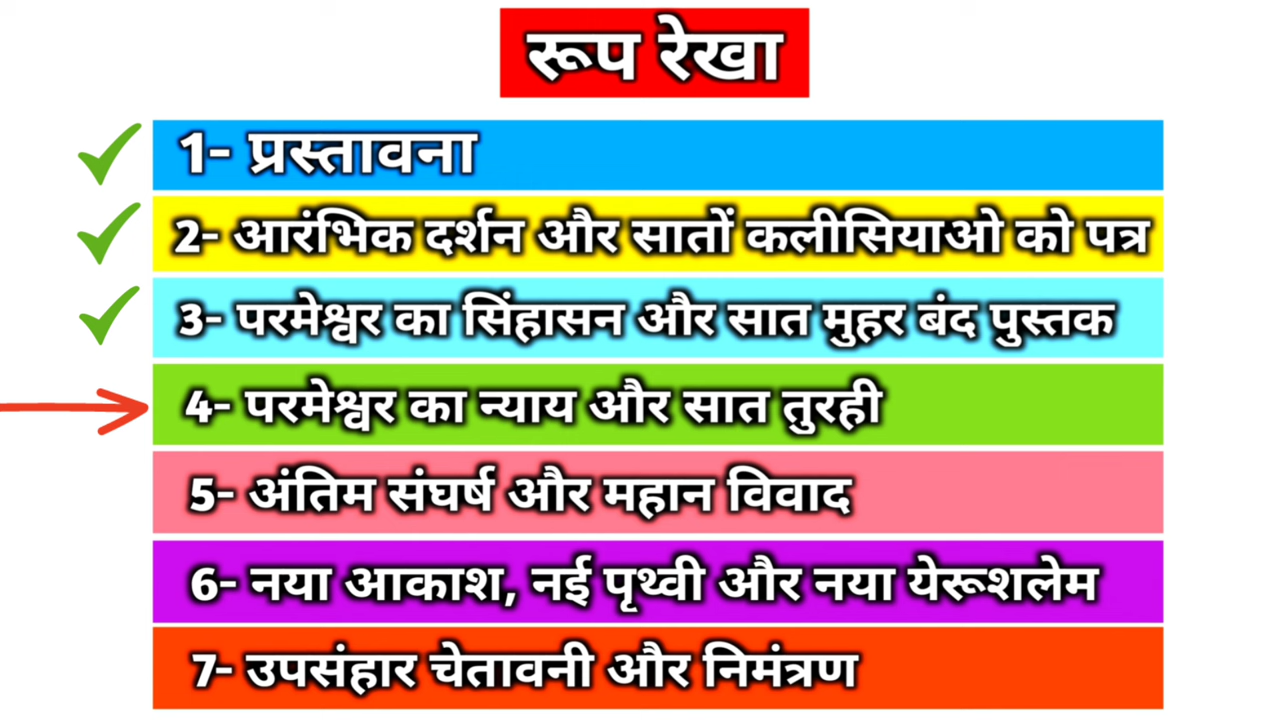 रूप रेखा
1- प्रस्तावना
2- आरंभिक दर्शन और सातों कलीसियाओ को पत्र
3- परमेश्वर का सिंहासन और सात मुहर बंद पुस्तक
4- परमेश्वर का न्याय और सात तुरही
5- अंतिम संघर्ष और महान विवाद
6- नया आकाश, नई पृथ्वी और नया येरूशलेम
7- उपसंहार चेतावनी और निमंत्रण